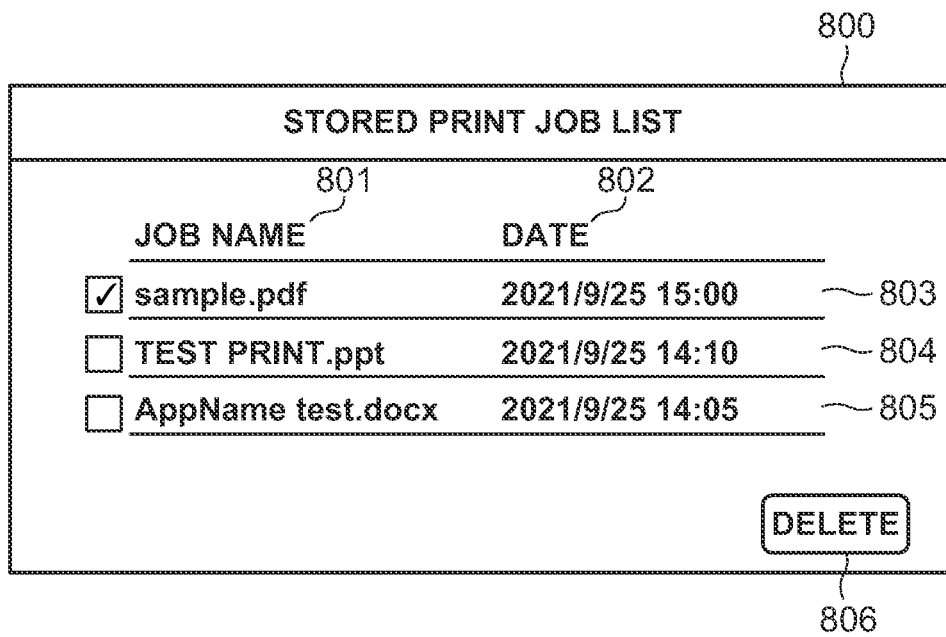 800
STORED PRINT JOB LIST
801 802
JOB NAME DATE
✓ sample.pdf 2021/9/25 15:00 803
TEST PRINT.ppt 2021/9/25 14:10 804
AppName test.docx 2021/9/25 14:05 805
DELETE
806